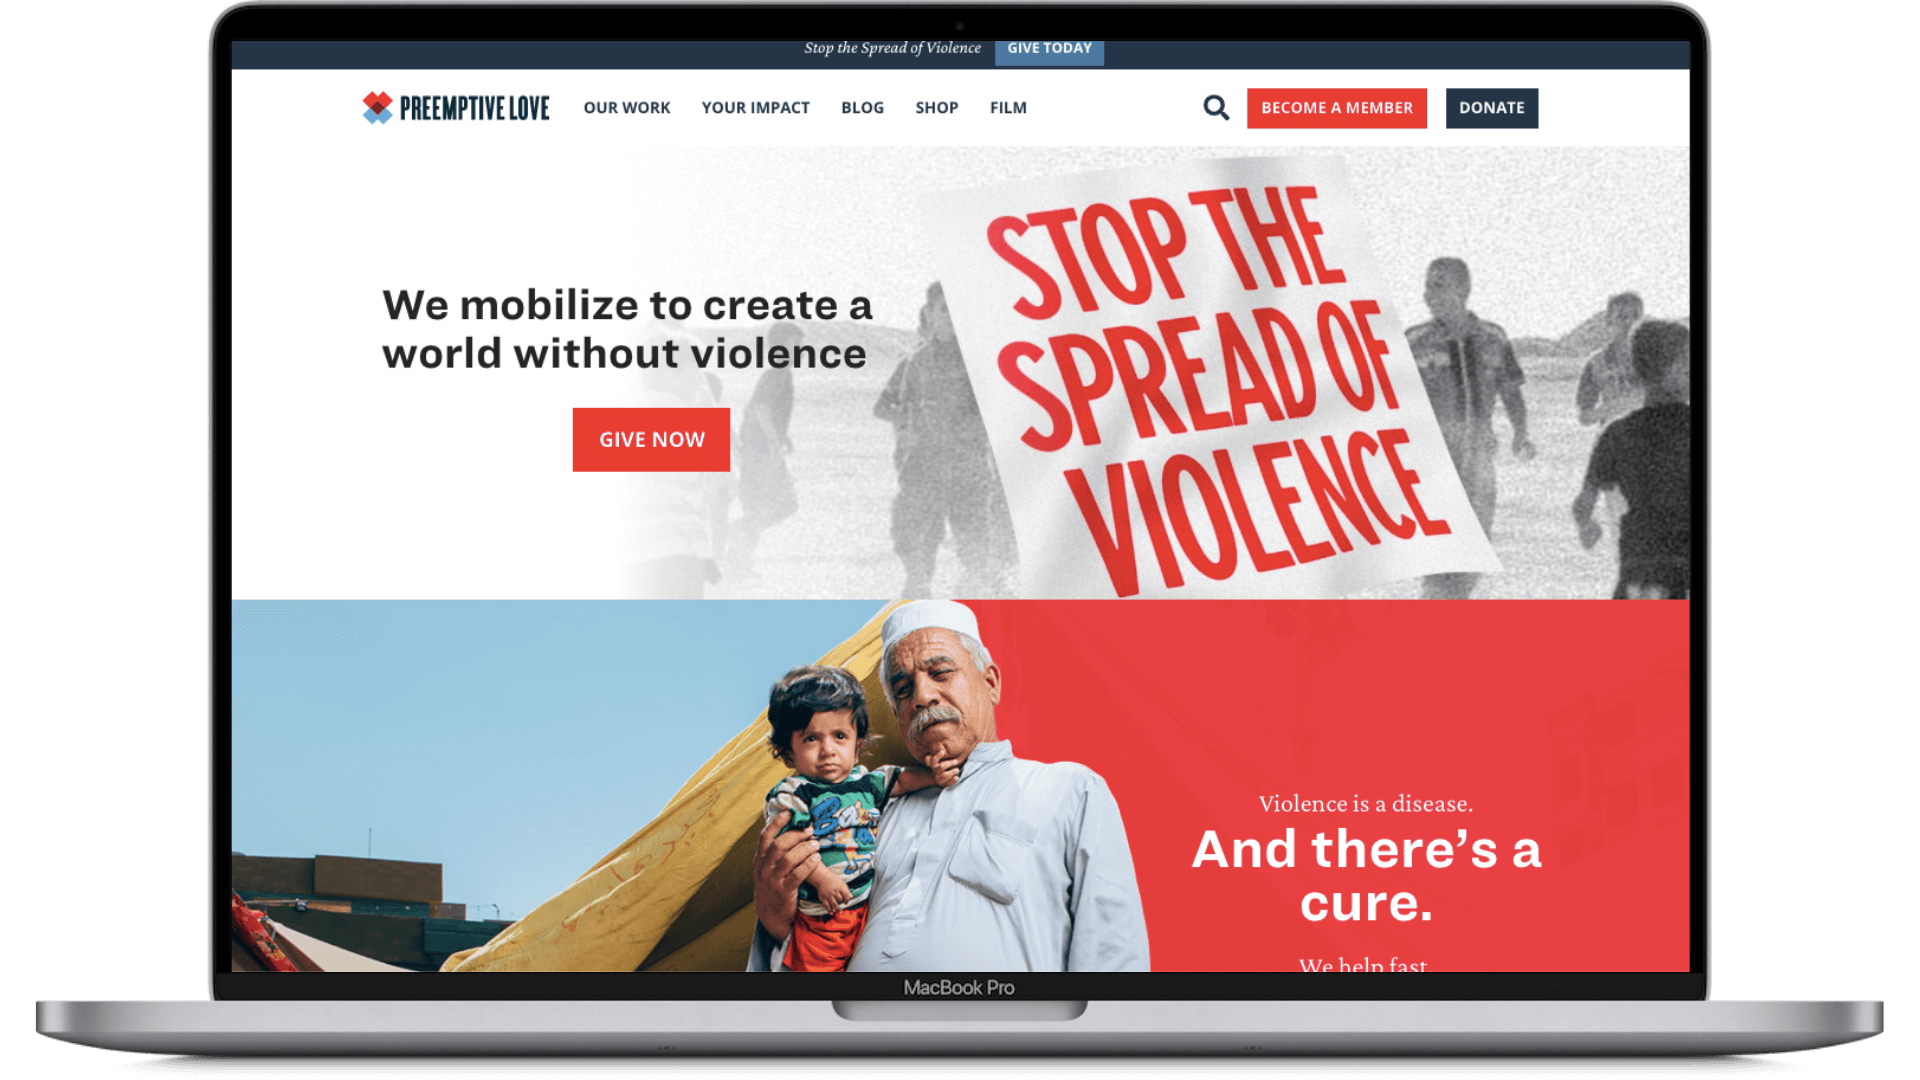 Stop the Spread of Violence GIVE TODAY
PREEMPTIVE LOVE OUR WORK YOUR IMPACT BLOG SHOP FILM BECOME A MEMBER DONATE
We mobilize to create a
world without violence
GIVE NOW
STOP THE
SPREAD OF
VIOLENCE
Violence is a disease.
And there’s a
cure.
We help fast.
MacBook Pro